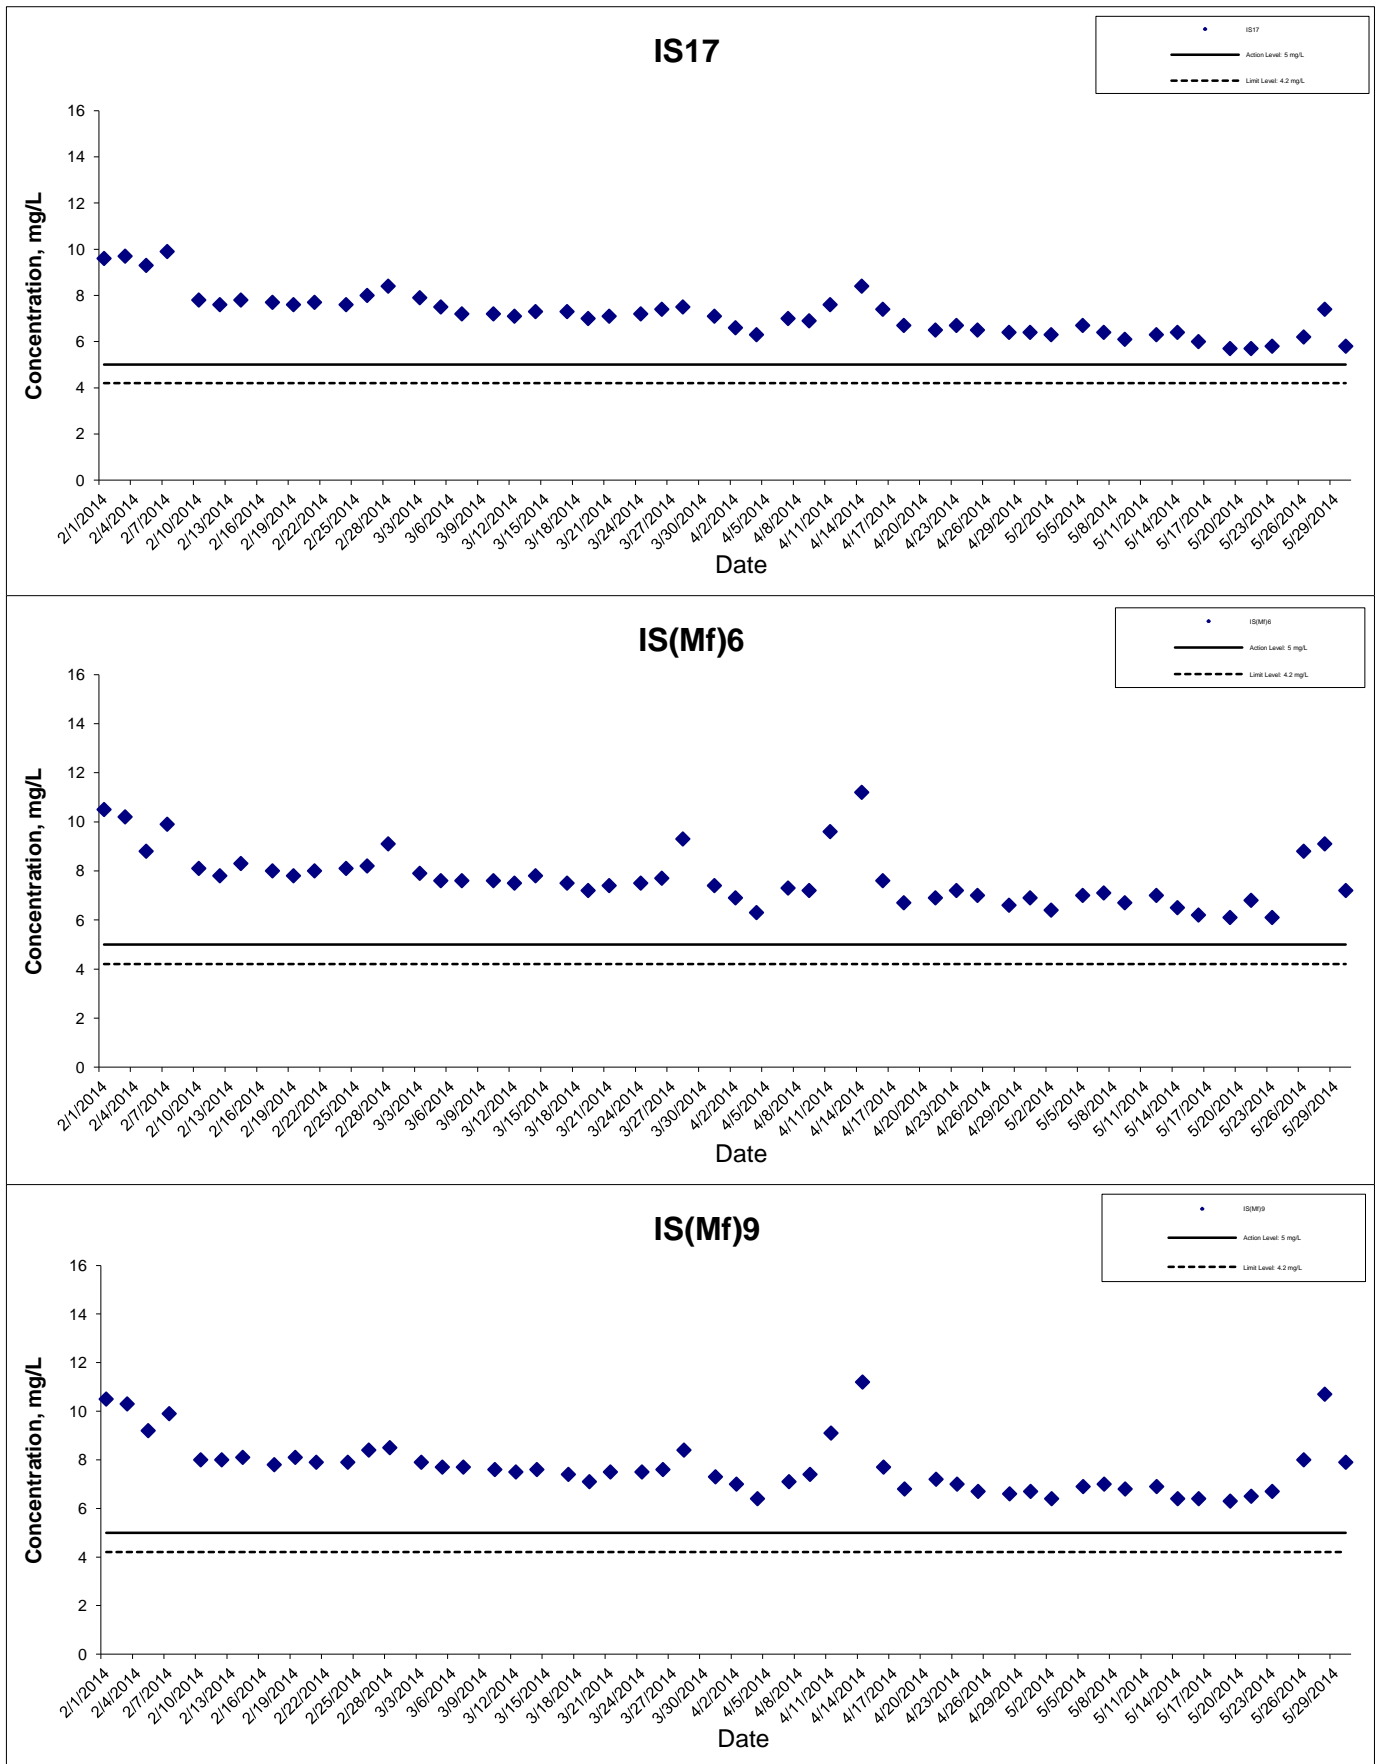 IS17
IS17
Action Level: 5 mg/L
Limit Level: 4.2 mg/L
Concentration, mg/L
16
14
12
10
8
6
4
2
0
2/1/2014 2/4/2014 2/7/2014 2/10/2014 2/13/2014 2/16/2014 2/19/2014 2/22/2014 2/25/2014 2/28/2014 3/3/2014 3/6/2014 3/9/2014 3/12/2014 3/15/2014 3/18/2014 3/21/2014 3/24/2014 3/27/2014 3/30/2014 4/2/2014 4/5/2014 4/8/2014 4/11/2014 4/14/2014 4/17/2014 4/20/2014 4/23/2014 4/26/2014 4/29/2014 5/2/2014 5/5/2014 5/8/2014 5/11/2014 5/14/2014 5/17/2014 5/20/2014 5/23/2014 5/26/2014 5/29/2014
Date
IS(Mf)6
IS(Mf)6
Action Level: 5 mg/L
Limit Level: 4.2 mg/L
Concentration, mg/L
16
14
12
10
8
6
4
2
0
2/1/2014 2/4/2014 2/7/2014 2/10/2014 2/13/2014 2/16/2014 2/19/2014 2/22/2014 2/25/2014 2/28/2014 3/3/2014 3/6/2014 3/9/2014 3/12/2014 3/15/2014 3/18/2014 3/21/2014 3/24/2014 3/27/2014 3/30/2014 4/2/2014 4/5/2014 4/8/2014 4/11/2014 4/14/2014 4/17/2014 4/20/2014 4/23/2014 4/26/2014 4/29/2014 5/2/2014 5/5/2014 5/8/2014 5/11/2014 5/14/2014 5/17/2014 5/20/2014 5/23/2014 5/26/2014 5/29/2014
Date
IS(Mf)9
IS(Mf)9
Action Level: 5 mg/L
Limit Level: 4.2 mg/L
Concentration, mg/L
16
14
12
10
8
6
4
2
0
2/1/2014 2/4/2014 2/7/2014 2/10/2014 2/13/2014 2/16/2014 2/19/2014 2/22/2014 2/25/2014 2/28/2014 3/3/2014 3/6/2014 3/9/2014 3/12/2014 3/15/2014 3/18/2014 3/21/2014 3/24/2014 3/27/2014 3/30/2014 4/2/2014 4/5/2014 4/8/2014 4/11/2014 4/14/2014 4/17/2014 4/20/2014 4/23/2014 4/26/2014 4/29/2014 5/2/2014 5/5/2014 5/8/2014 5/11/2014 5/14/2014 5/17/2014 5/20/2014 5/23/2014 5/26/2014 5/29/2014
Date